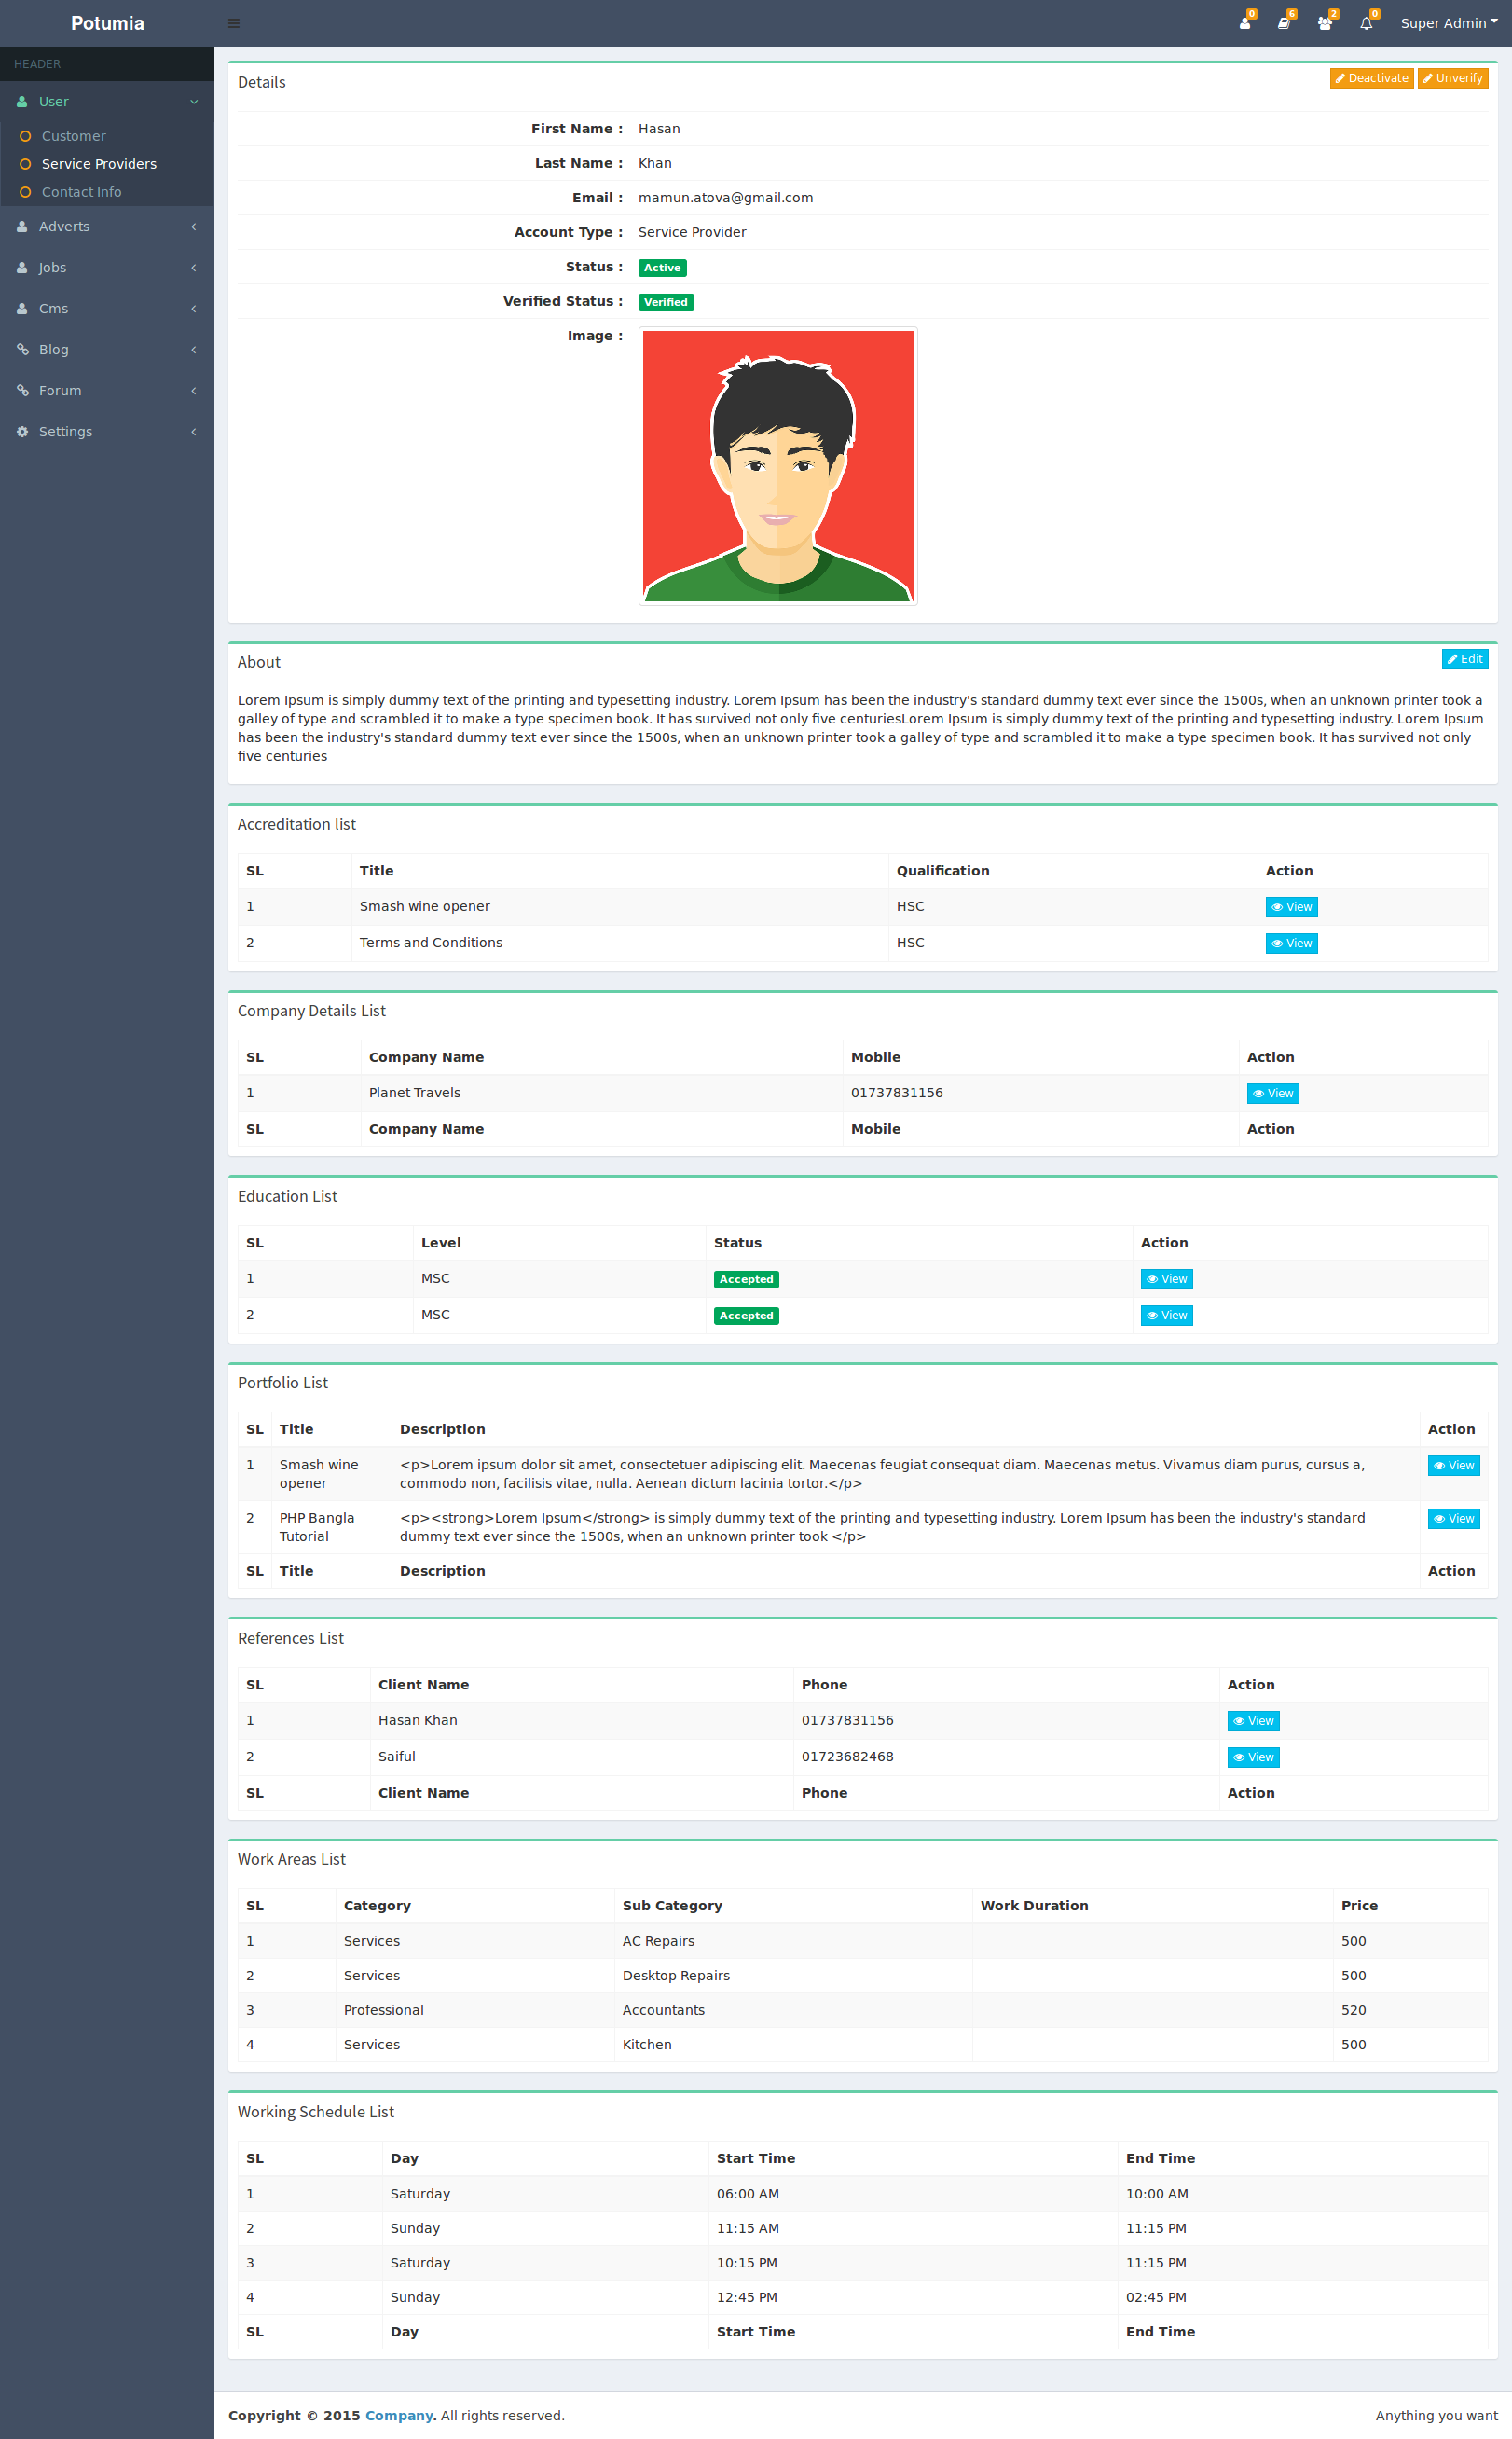 Potumia
0 6 2 0 Super Admin
HEADER
User
Customer
Service Providers
Contact Info
Adverts
Jobs
Cms
Blog
Forum
Settings
Details
Deactivate Unverify
First Name : Hasan
Last Name : Khan
Email : mamun.atova@gmail.com
Account Type : Service Provider
Status : Active
Verified Status : Verified
Image :
About
Edit
Lorem Ipsum is simply dummy text of the printing and typesetting industry. Lorem Ipsum has been the industry's standard dummy text ever since the 1500s, when an unknown printer took a
galley of type and scrambled it to make a type specimen book. It has survived not only five centuriesLorem Ipsum is simply dummy text of the printing and typesetting industry. Lorem Ipsum
has been the industry's standard dummy text ever since the 1500s, when an unknown printer took a galley of type and scrambled it to make a type specimen book. It has survived not only
five centuries
Accreditation list
SL Title Qualification Action
1 Smash wine opener HSC View
2 Terms and Conditions HSC View
Company Details List
SL Company Name Mobile Action
1 Planet Travels 01737831156 View
SL Company Name Mobile Action
Education List
SL Level Status Action
1 MSC Accepted View
2 MSC Accepted View
Portfolio List
SL Title Description Action
1 Smash wine <p>Lorem ipsum dolor sit amet, consectetuer adipiscing elit. Maecenas feugiat consequat diam. Maecenas metus. Vivamus diam purus, cursus a, View
opener commodo non, facilisis vitae, nulla. Aenean dictum lacinia tortor.</p>
2 PHP Bangla <p><strong>Lorem Ipsum</strong> is simply dummy text of the printing and typesetting industry. Lorem Ipsum has been the industry's standard View
Tutorial dummy text ever since the 1500s, when an unknown printer took </p>
SL Title Description Action
References List
SL Client Name Phone Action
1 Hasan Khan 01737831156 View
2 Saiful 01723682468 View
SL Client Name Phone Action
Work Areas List
SL Category Sub Category Work Duration Price
1 Services AC Repairs 500
2 Services Desktop Repairs 500
3 Professional Accountants 520
4 Services Kitchen 500
Working Schedule List
SL Day Start Time End Time
1 Saturday 06:00 AM 10:00 AM
2 Sunday 11:15 AM 11:15 PM
3 Saturday 10:15 PM 11:15 PM
4 Sunday 12:45 PM 02:45 PM
SL Day Start Time End Time
Copyright © 2015 Company. All rights reserved. Anything you want